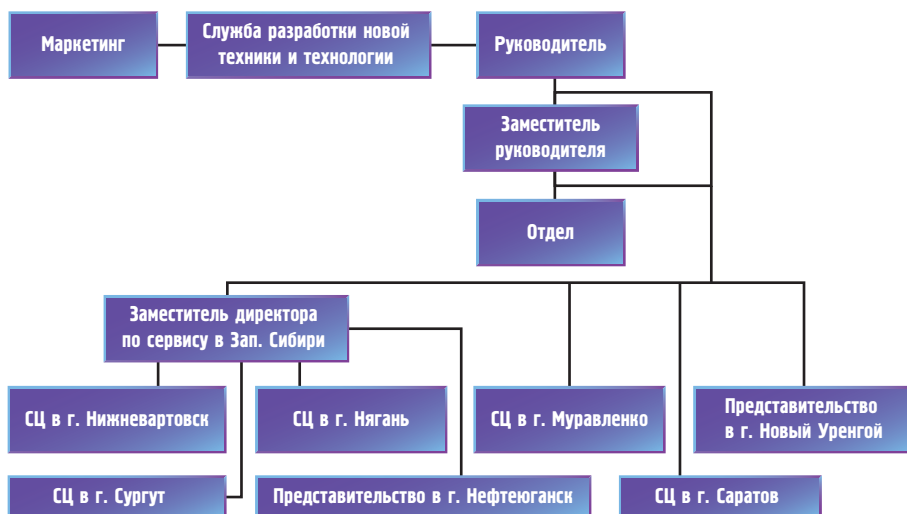 Маркетинг
Служба разработки новой
техники и технологии
Руководитель
Заместитель
руководителя
Отдел
Заместитель директора
по сервису в Зап. Сибири
СЦ в г. Нижневартовск
СЦ в г. Нягань
СЦ в г. Муравленко
Представительство
в г. Новый Уренгой
СЦ в г. Сургут
Представительство в г. Нефтеюганск
СЦ в г. Саратов